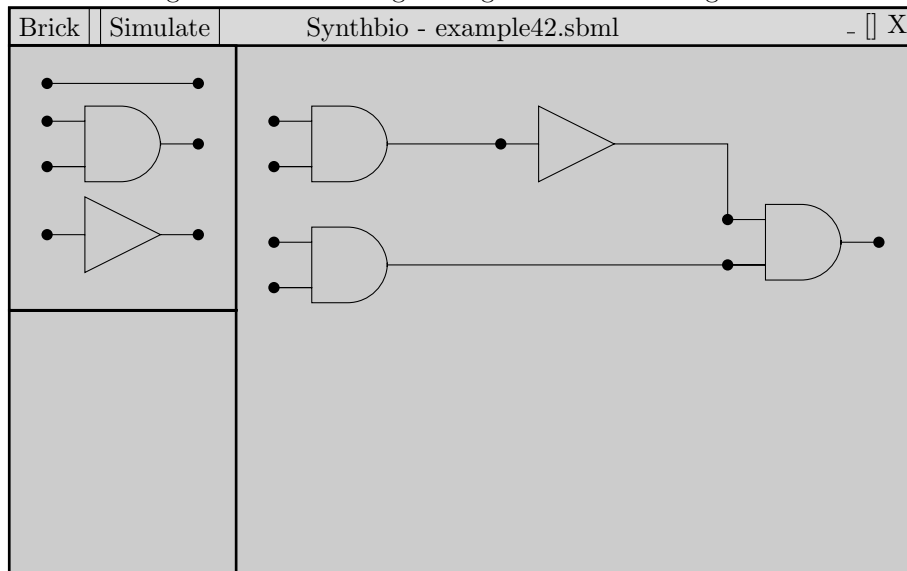 Brick Simulate Synthbio - example42.sbml _ [] X